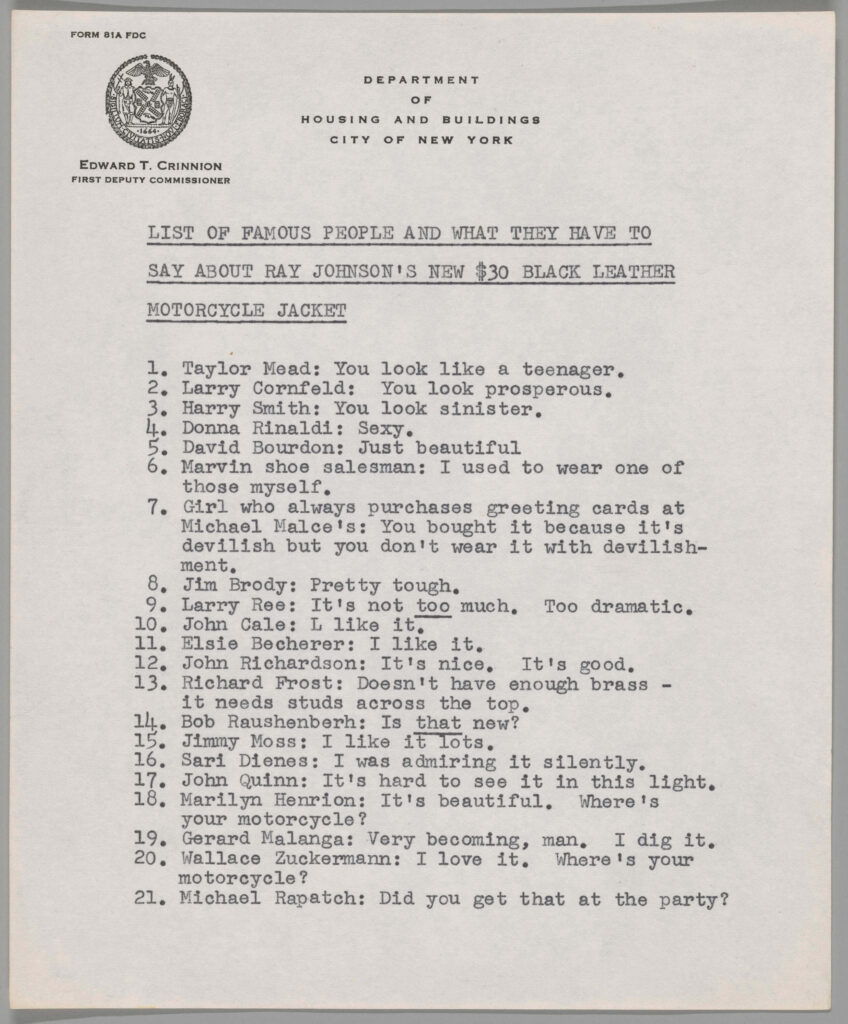 FORM 81A FDC
DEPARTMENT
OF
HOUSING AND BUILDINGS
CITY OF NEW YORK
·1664·
EDWARD T. CRINNION
FIRST DEPUTY COMMISSIONER
LIST OF FAMOUS PEOPLE AND WHAT THEY HAVE TO
SAY ABOUT RAY JOHNSON'S NEW $30 BLACK LEATHER
MOTORCYCLE JACKET
1. Taylor Mead: You look like a teenager.
2. Larry Cornfeld:  You look prosperous.
3. Harry Smith: You look sinister.
4. Donna Rinaldi: Sexy.
5. David Bourdon: Just beautiful
6. Marvin shoe salesman: I used to wear one of
those myself.
7. Girl who always purchases greeting cards at
Michael Malce's: You bought it because it's
devilish but you don't wear it with devilish-
ment.
8. Jim Brody: Pretty tough.
9. Larry Ree: It's not too much.  Too dramatic.
10. John Cale: L like it.
11. Elsie Becherer: I like it.
12. John Richardson: It's nice.  It's good.
13. Richard Frost: Doesn't have enough brass -
it needs studs across the top.
14. Bob Raushenberh: Is that new?
15. Jimmy Moss: I like it lots.
16. Sari Dienes: I was admiring it silently.
17. John Quinn: It's hard to see it in this light.
18. Marilyn Henrion: It's beautiful.  Where's
your motorcycle?
19. Gerard Malanga: Very becoming, man.  I dig it.
20. Wallace Zuckermann: I love it.  Where's your
motorcycle?
21. Michael Rapatch: Did you get that at the party?